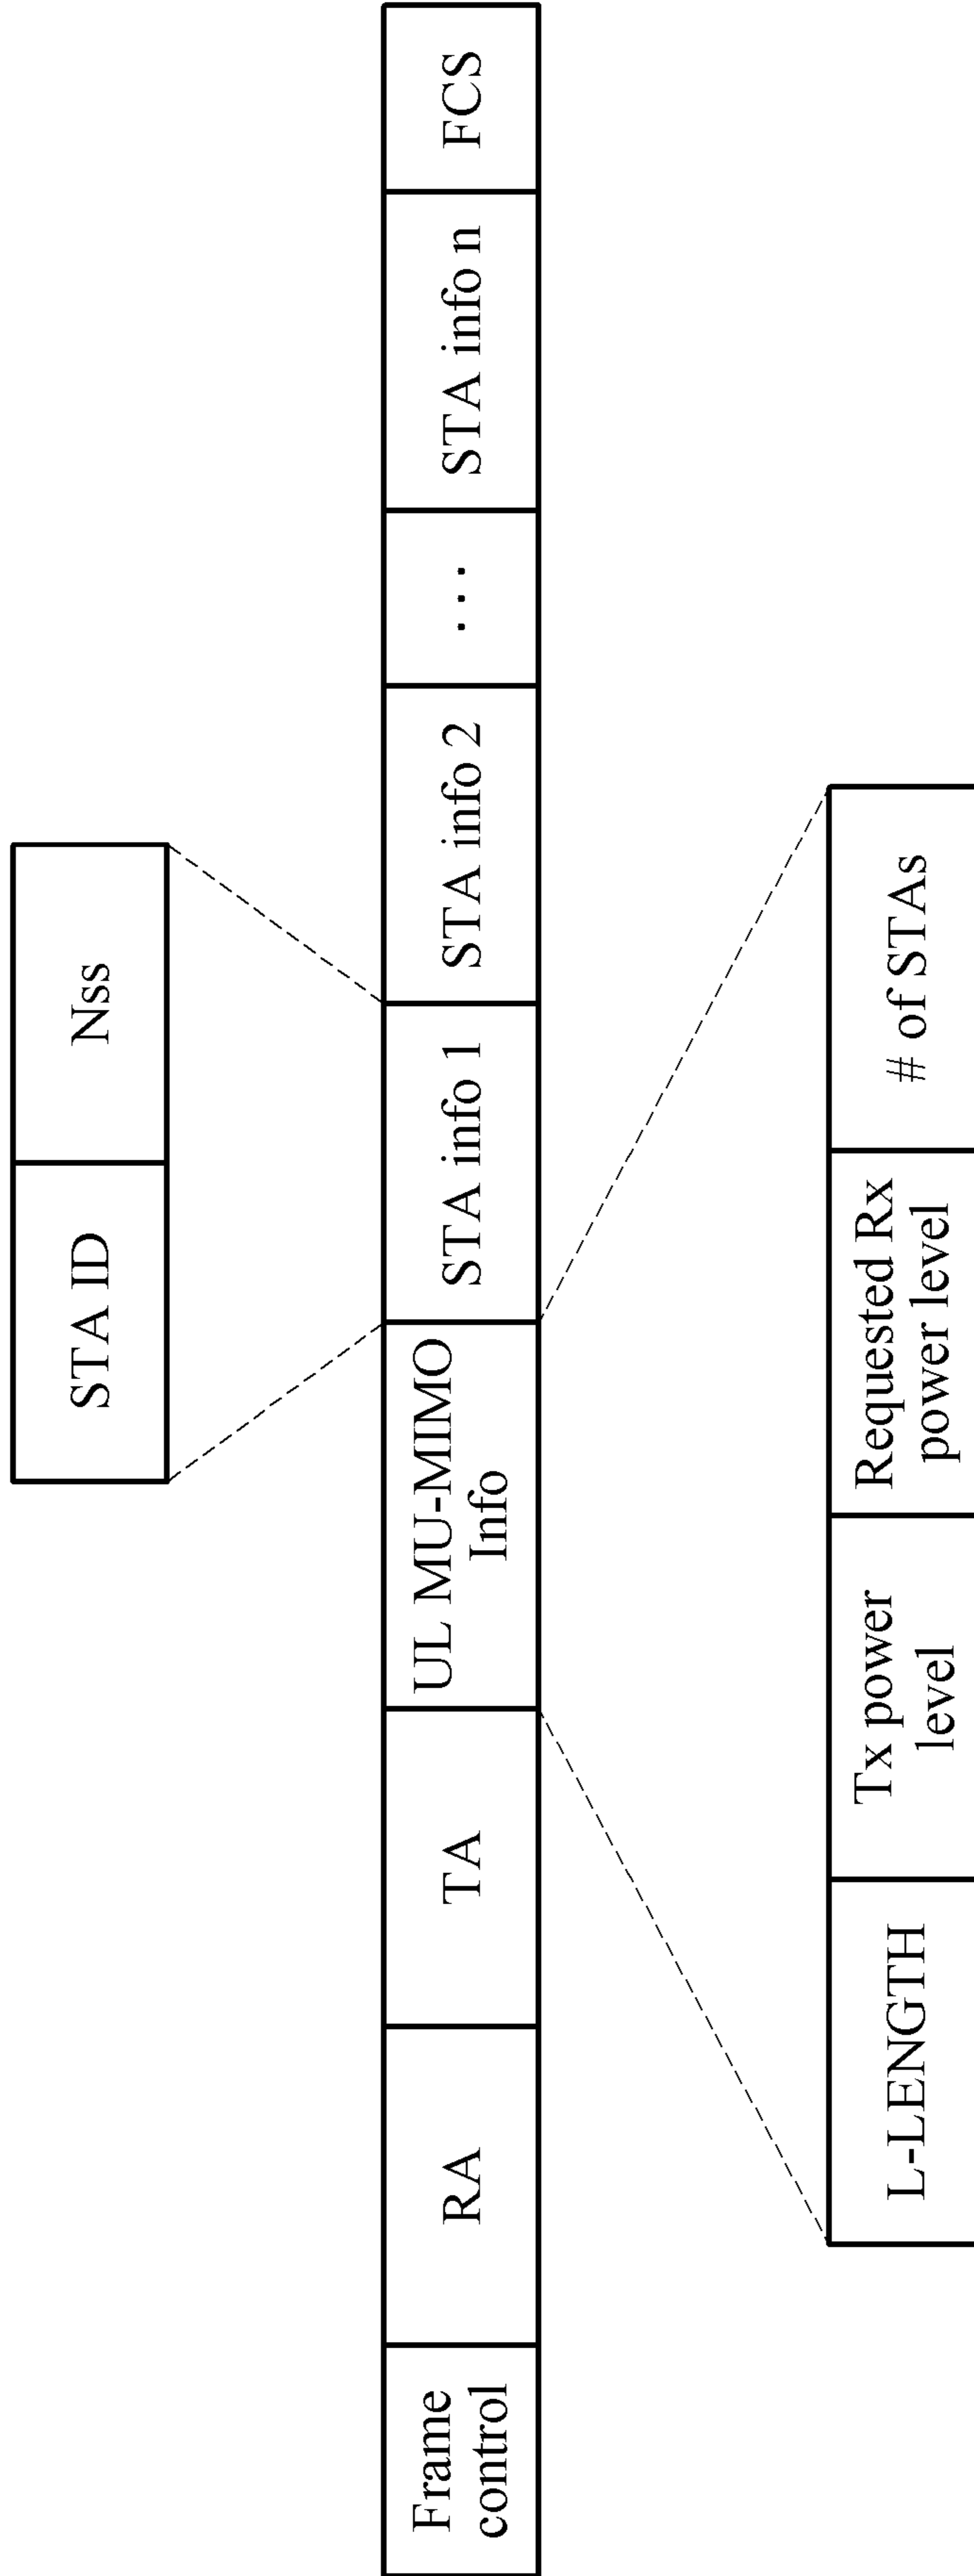 STA ID
Nss
Frame
control
RA
TA
UL MU-MIMO
Info
STA info 1
STA info 2
...
STA info n
FCS
L-LENGTH
Tx power
level
Requested Rx
power level
# of STAs